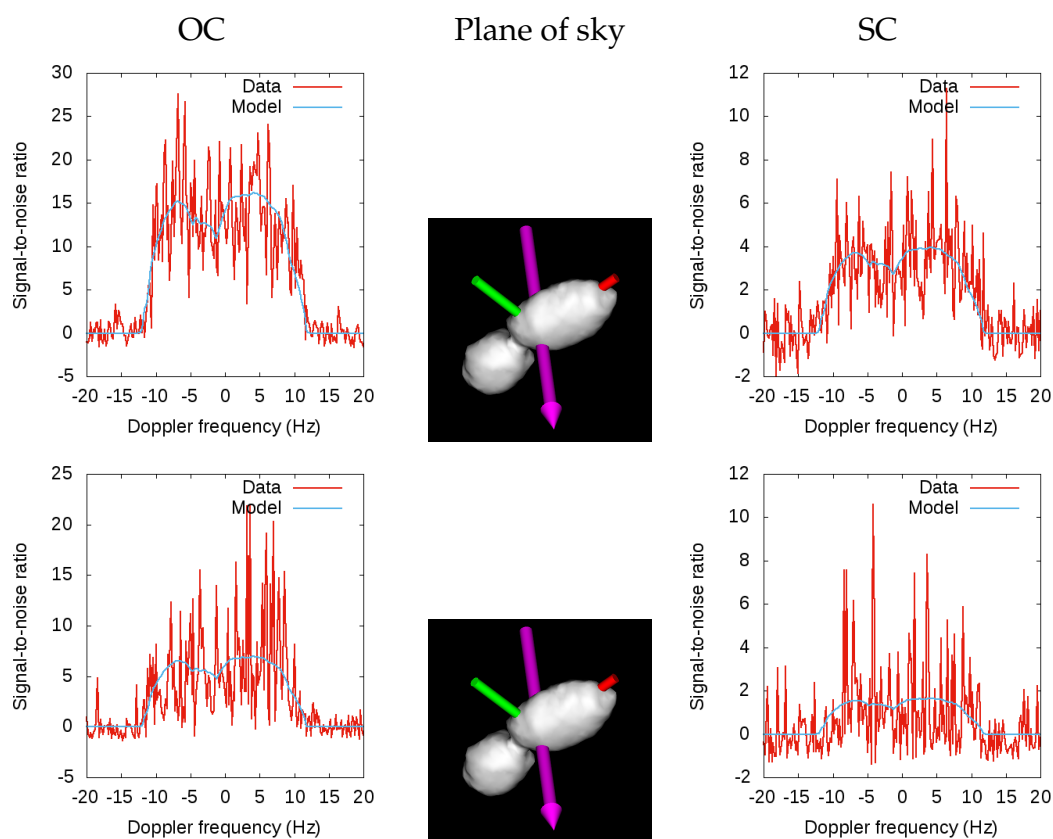 OC Plane of sky SC
30
25
20
15
10
5
0
-5
Signal-to-noise ratio
Data
Model
-20 -15 -10 -5 0 5 10 15 20
Doppler frequency (Hz)
12
10
8
6
4
2
0
-2
Signal-to-noise ratio
Data
Model
-20 -15 -10 -5 0 5 10 15 20
Doppler frequency (Hz)
25
20
15
10
5
0
-5
Signal-to-noise ratio
Data
Model
-20 -15 -10 -5 0 5 10 15 20
Doppler frequency (Hz)
12
10
8
6
4
2
0
-2
Signal-to-noise ratio
Data
Model
-20 -15 -10 -5 0 5 10 15 20
Doppler frequency (Hz)